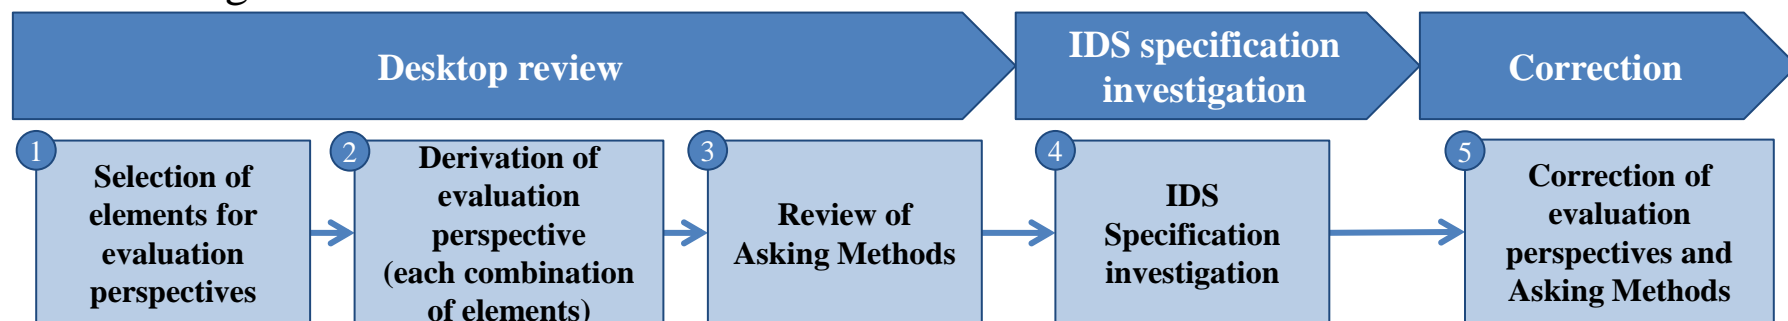 Desktop review
IDS specification
investigation
Correction
1
Selection of
elements for
evaluation
perspectives
2
Derivation of
evaluation
perspective
(each combination
of elements)
3
Review of
Asking Methods
4
IDS
Specification
investigation
5
Correction of
evaluation
perspectives and
Asking Methods